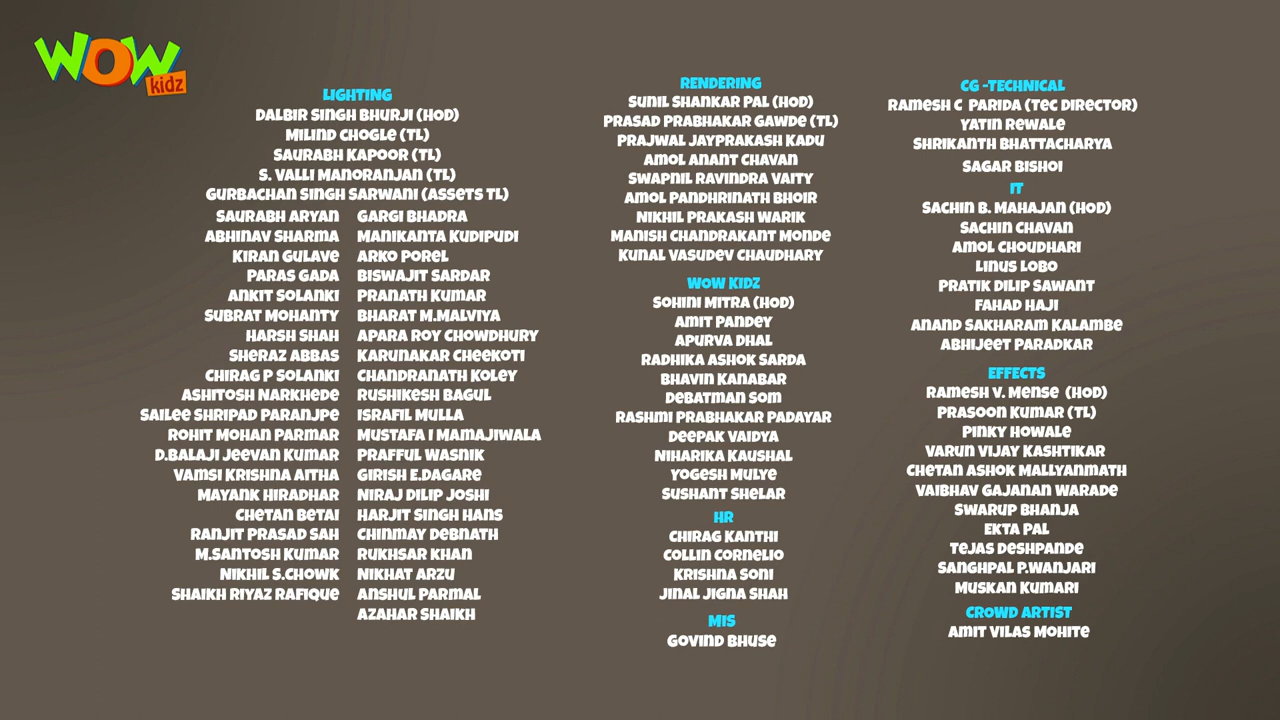 WOW
kidz
LIGHTING
DALBIR SINGH BHURJI (HOD)
MILIND CHOGLE (TL)
SAURABH KAPOOR (TL)
S. VALLI MANORANJAN (TL)
GURBACHAN SINGH SARWANI (ASSETS TL)
SAURABH ARYAN GARGI BHADRA
ABHINAV SHARMA MANIKANTA KUDIPUDI
KIRAN GULAVE ARKO POREL
PARAS GADA BISWAJIT SARDAR
ANKIT SOLANKI PRANATH KUMAR
SUBRAT MOHANTY BHARAT M.MALVIYA
HARSH SHAH APARA ROY CHOWDHURY
SHERAZ ABBAS KARUNAKAR CHEEKOTI
CHIRAG P SOLANKI CHANDRANATH KOLEY
ASHITOSH NARKHEDE RUSHIKESH BAGUL
SAILEE SHRIPAD PARANJPE ISRAFIL MULLA
ROHIT MOHAN PARMAR MUSTAFA I MAMAJIWALA
D.BALAJI JEEVAN KUMAR PRAFFUL WASNIK
VAMSI KRISHNA AITHA GIRISH E.DAGARE
MAYANK HIRADHAR NIRAJ DILIP JOSHI
CHETAN BETAI HARJIT SINGH HANS
RANJIT PRASAD SAH CHINMAY DEBNATH
M.SANTOSH KUMAR RUKHSAR KHAN
NIKHIL S.CHOWK NIKHAT ARZU
SHAIKH RIYAZ RAFIQUE ANSHUL PARMAL
AZAHAR SHAIKH
RENDERING
SUNIL SHANKAR PAL (HOD)
PRASAD PRABHAKAR GAWDE (TL)
PRAJWAL JAYPRAKASH KADU
AMOL ANANT CHAVAN
SWAPNIL RAVINDRA VAITY
AMOL PANDHRINATH BHOIR
NIKHIL PRAKASH WARIK
MANISH CHANDRAKANT MONDE
KUNAL VASUDEV CHAUDHARY
WOW KIDZ
SOHINI MITRA (HOD)
AMIT PANDEY
APURVA DHAL
RADHIKA ASHOK SARDA
BHAVIN KANABAR
DEBATMAN SOM
RASHMI PRABHAKAR PADAYAR
DEEPAK VAIDYA
NIHARIKA KAUSHAL
YOGESH MULYE
SUSHANT SHELAR
HR
CHIRAG KANTHI
COLLIN CORNELIO
KRISHNA SONI
JINAL JIGNA SHAH
MIS
GOVIND BHUSE
CG -TECHNICAL
RAMESH C PARIDA (TEC DIRECTOR)
YATIN REWALE
SHRIKANTH BHATTACHARYA
SAGAR BISHOI
IT
SACHIN B. MAHAJAN (HOD)
SACHIN CHAVAN
AMOL CHOUDHARI
LINUS LOBO
PRATIK DILIP SAWANT
FAHAD HAJI
ANAND SAKHARAM KALAMBE
ABHIJEET PARADKAR
EFFECTS
RAMESH V. MENSE (HOD)
PRASOON KUMAR (TL)
PINKY HOWALE
VARUN VIJAY KASHTIKAR
CHETAN ASHOK MALLYANMATH
VAIBHAV GAJANAN WARADE
SWARUP BHANJA
EKTA PAL
TEJAS DESHPANDE
SANGHPAL P.WANJARI
MUSKAN KUMARI
CROWD ARTIST
AMIT VILAS MOHITE